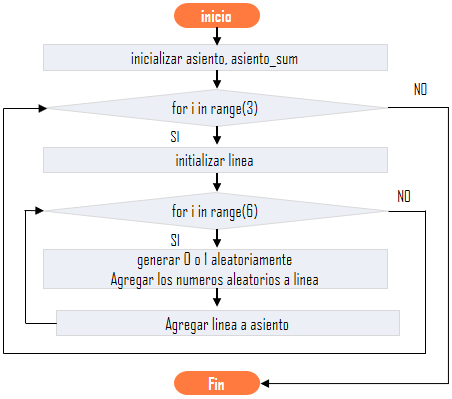 inicio
inicializar asiento, asiento_sum
for i in range(3)
NO
SI
initializar linea
for i in range(6)
NO
SI
generar 0 o 1 aleatoriamente
Agregar los numeros aleatorios a linea
Agregar linea a asiento
Fin